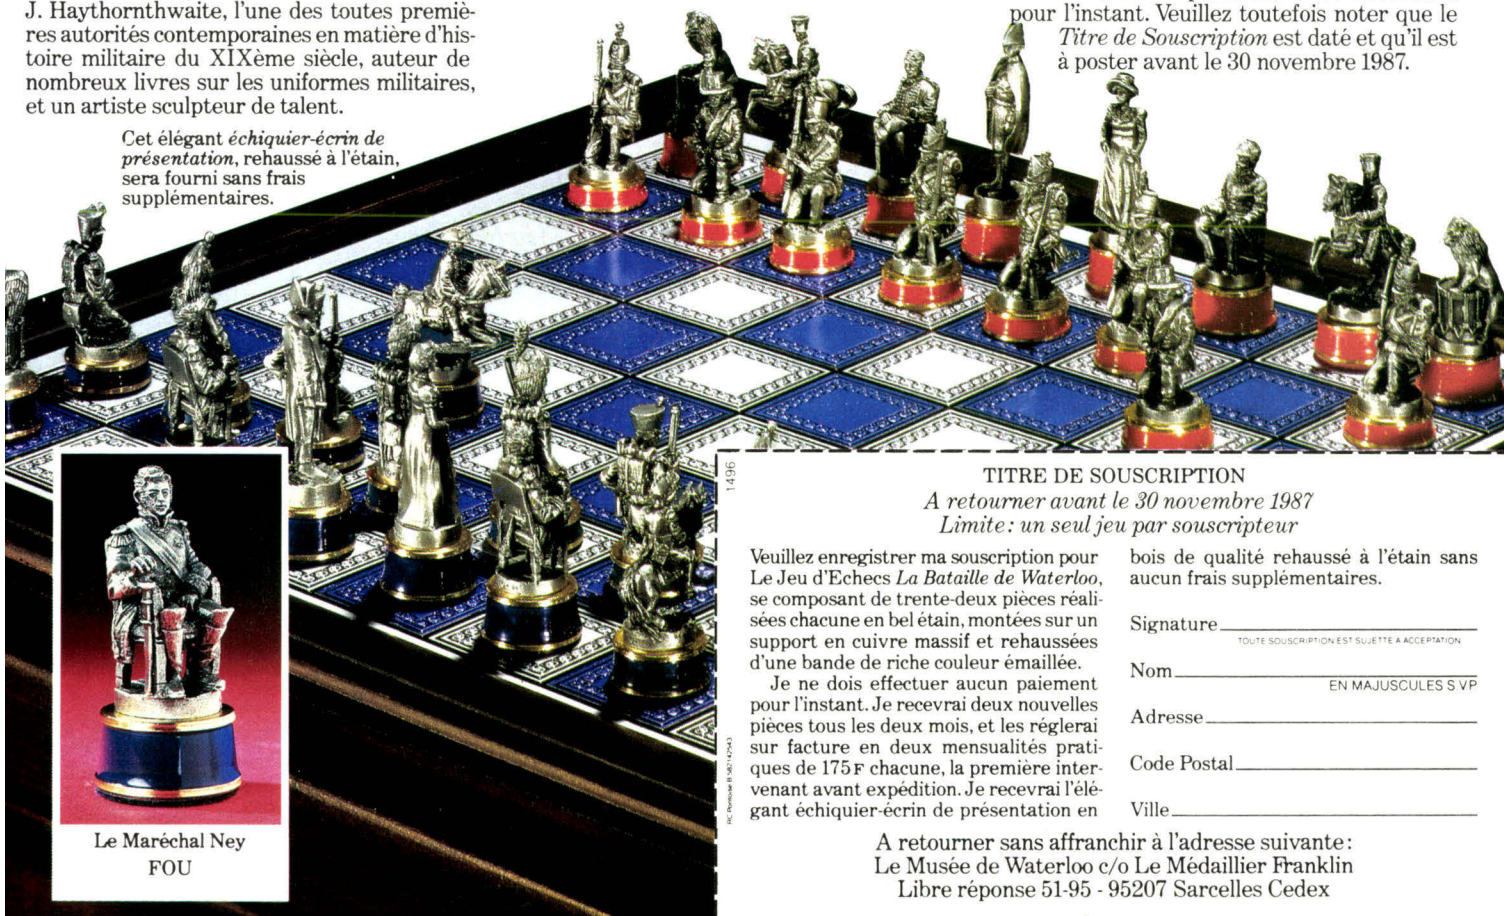 J. Haythornthwaite, l'une des toutes premiè-
res autorités contemporaines en matière d'his-
toire militaire du XIXème siècle, auteur de
nombreux livres sur les uniformes militaires,
et un artiste sculpteur de talent.
Cet élégant échiquier-écrin de
présentation, rehaussé à l'étain,
sera fourni sans frais
supplémentaires.
pour l'instant. Veuillez toutefois noter que le
Titre de Souscription est daté et qu'il est
à poster avant le 30 novembre 1987.
Le Maréchal Ney
FOU
1496
TITRE DE SOUSCRIPTION
A retourner avant le 30 novembre 1987
Limite: un seul jeu par souscripteur
Veuillez enregistrer ma souscription pour
Le Jeu d'Echecs La Bataille de Waterloo,
se composant de trente-deux pièces réali-
sées chacune en bel étain, montées sur un
support en cuivre massif et rehaussées
d'une bande de riche couleur émaillée.
Je ne dois effectuer aucun paiement
pour l'instant. Je recevrai deux nouvelles
pièces tous les deux mois, et les réglerai
sur facture en deux mensualités prati-
ques de 175 F chacune, la première inter-
venant avant expédition. Je recevrai l'élé-
gant échiquier-écrin de présentation en
bois de qualité rehaussé à l'étain sans
aucun frais supplémentaires.
Signature
TOUTE SOUSCRIPTION EST SUJETTE A ACCEPTATION
Nom
EN MAJUSCULES S VP
Adresse
Code Postal
Ville
RC Pontoise B 582142543
A retourner sans affranchir à l'adresse suivante:
Le Musée de Waterloo c/o Le Médaillier Franklin
Libre réponse 51-95 - 95207 Sarcelles Cedex